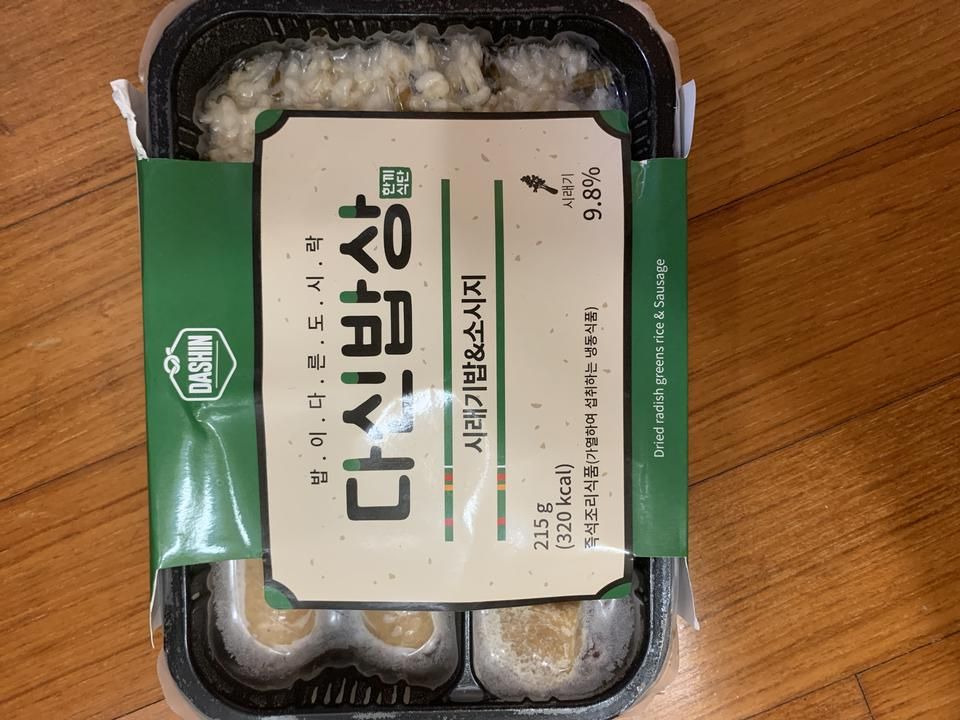 DASHIN
밥.이.다.른.도.시.락
다신밥상
한끼
식단
시래기밥&소시지
시래기
9.8%
215 g
(320 kcal)
즉석조리식품(가열하여 섭취하는 냉동식품)
Dried radish greens rice & Sausage